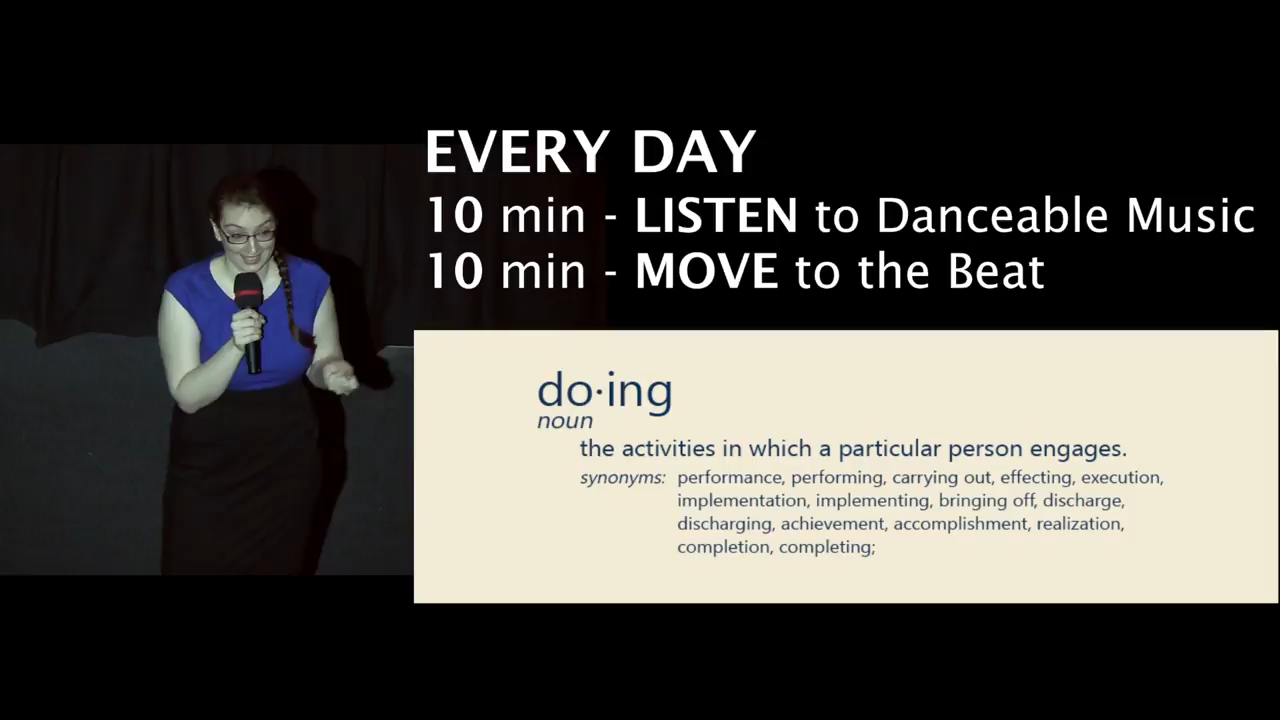 EVERY DAY
10 min - LISTEN to Danceable Music
10 min - MOVE to the Beat
do·ing
noun
the activities in which a particular person engages.
synonyms: performance, performing, carrying out, effecting, execution,
implementation, implementing, bringing off, discharge,
discharging, achievement, accomplishment, realization,
completion, completing;